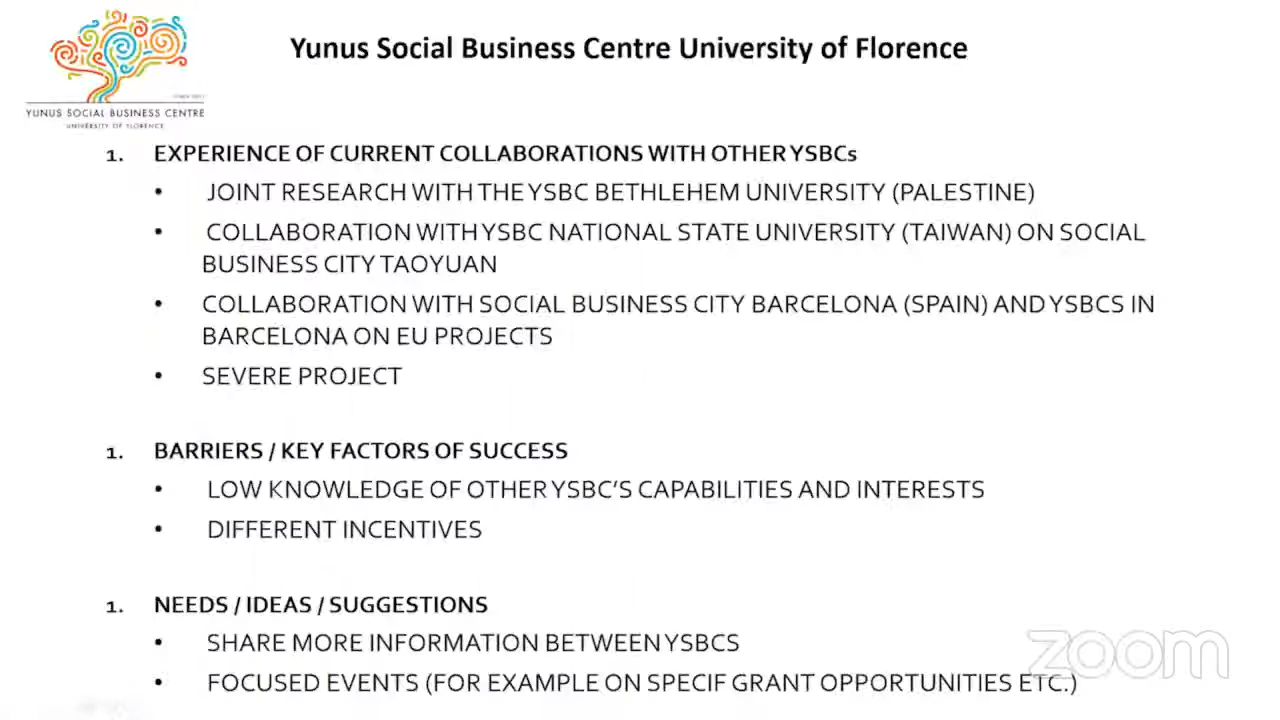 Yunus Social Business Centre University of Florence
YUNUS SOCIAL BUSINESS CENTRE
UNIVERSITY OF FLORENCE
1. EXPERIENCE OF CURRENT COLLABORATIONS WITH OTHER YSBCs
• JOINT RESEARCH WITH THE YSBC BETHLEHEM UNIVERSITY (PALESTINE)
• COLLABORATION WITH YSBC NATIONAL STATE UNIVERSITY (TAIWAN) ON SOCIAL
BUSINESS CITY TAOYUAN
• COLLABORATION WITH SOCIAL BUSINESS CITY BARCELONA (SPAIN) AND YSBCS IN
BARCELONA ON EU PROJECTS
• SEVERE PROJECT
1. BARRIERS / KEY FACTORS OF SUCCESS
• LOW KNOWLEDGE OF OTHER YSBC’S CAPABILITIES AND INTERESTS
• DIFFERENT INCENTIVES
1. NEEDS / IDEAS / SUGGESTIONS
• SHARE MORE INFORMATION BETWEEN YSBCS
• FOCUSED EVENTS (FOR EXAMPLE ON SPECIF GRANT OPPORTUNITIES ETC.)
zoom